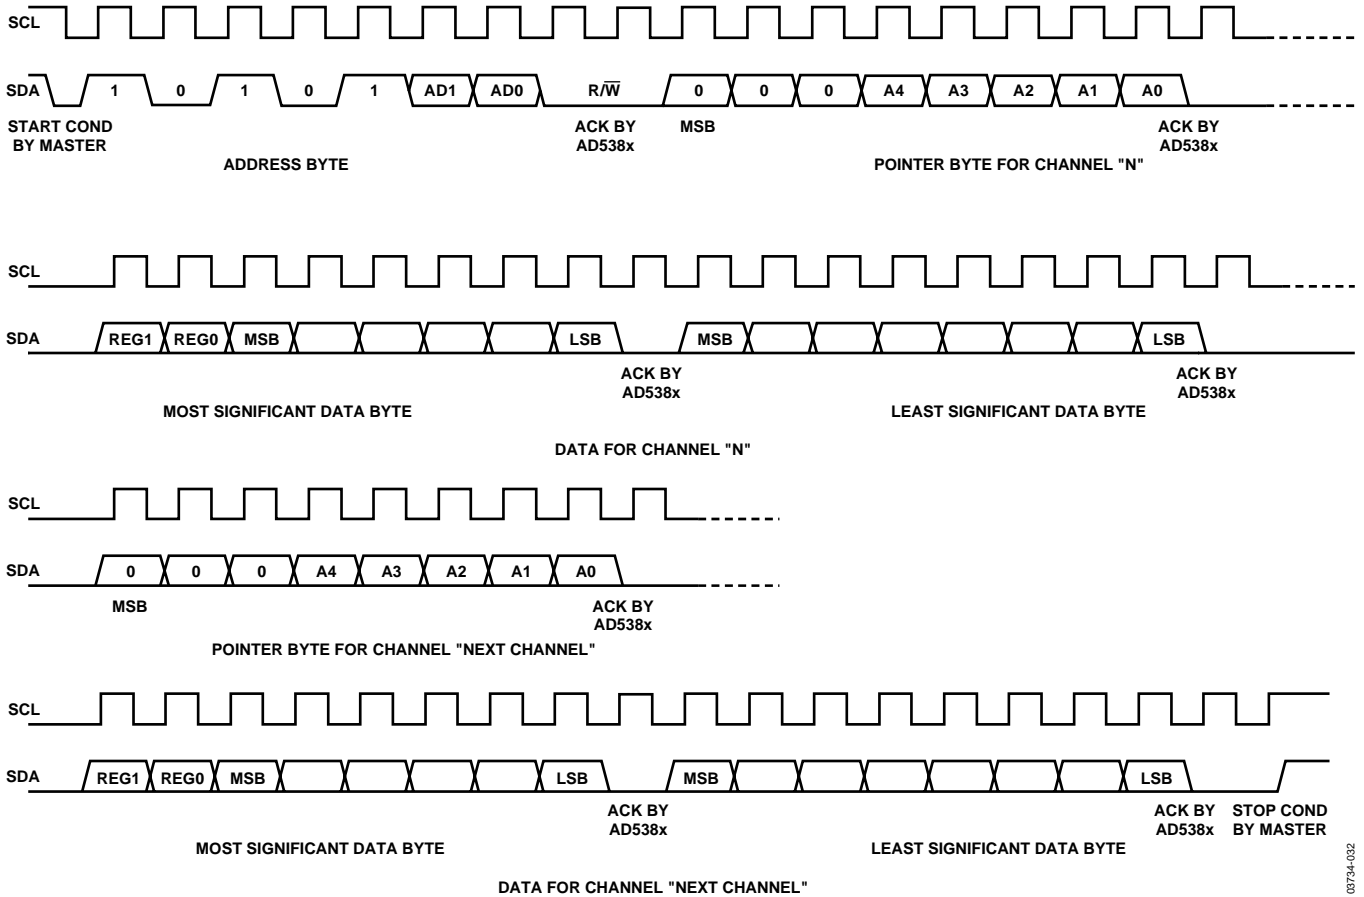 SCL
SDA 1 0 1 0 1 AD1 AD0 R/W̅ 0 0 0 A4 A3 A2 A1 A0
START COND BY MASTER
ACK BY AD538x
MSB
ACK BY AD538x
ADDRESS BYTE
POINTER BYTE FOR CHANNEL "N"
SCL
SDA REG1 REG0 MSB LSB MSB LSB
ACK BY AD538x
ACK BY AD538x
MOST SIGNIFICANT DATA BYTE
LEAST SIGNIFICANT DATA BYTE
DATA FOR CHANNEL "N"
SCL
SDA 0 0 0 A4 A3 A2 A1 A0
MSB
ACK BY AD538x
POINTER BYTE FOR CHANNEL "NEXT CHANNEL"
SCL
SDA REG1 REG0 MSB LSB MSB LSB
ACK BY AD538x
ACK BY AD538x
STOP COND BY MASTER
MOST SIGNIFICANT DATA BYTE
LEAST SIGNIFICANT DATA BYTE
DATA FOR CHANNEL "NEXT CHANNEL"
03734-032